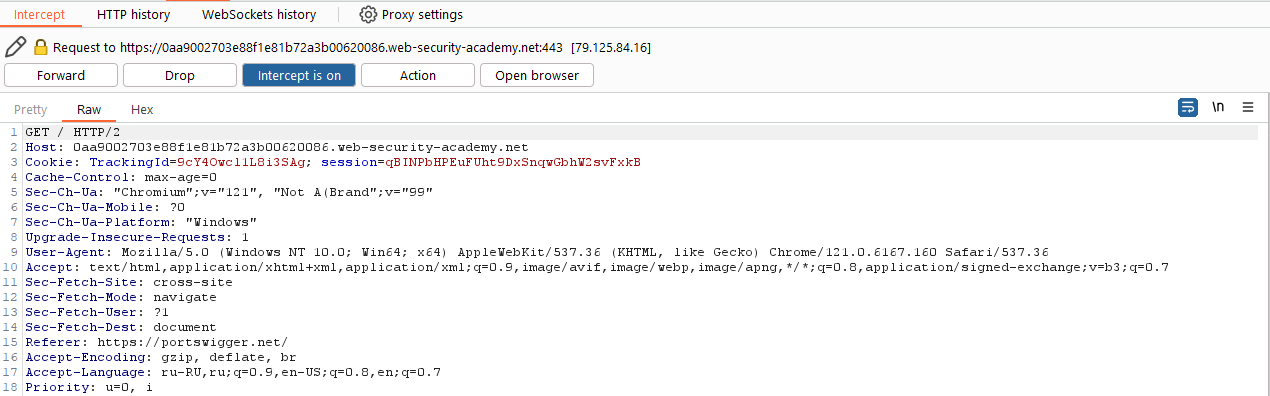 Intercept HTTP history WebSockets history Proxy settings
Request to https://0aa9002703e88f1e81b72a3b00620086.web-security-academy.net:443 [79.125.84.16]
Forward Drop Intercept is on Action Open browser
Pretty Raw Hex \n
1 GET / HTTP/2
2 Host: 0aa9002703e88f1e81b72a3b00620086.web-security-academy.net
3 Cookie: TrackingId=9cY4Owcl1L8i3SAg; session=qBINPbHPEuFUht9DxSnqwGbhW2svFxkB
4 Cache-Control: max-age=0
5 Sec-Ch-Ua: "Chromium";v="121", "Not A(Brand";v="99"
6 Sec-Ch-Ua-Mobile: ?0
7 Sec-Ch-Ua-Platform: "Windows"
8 Upgrade-Insecure-Requests: 1
9 User-Agent: Mozilla/5.0 (Windows NT 10.0; Win64; x64) AppleWebKit/537.36 (KHTML, like Gecko) Chrome/121.0.6167.160 Safari/537.36
10 Accept: text/html,application/xhtml+xml,application/xml;q=0.9,image/avif,image/webp,image/apng,*/*;q=0.8,application/signed-exchange;v=b3;q=0.7
11 Sec-Fetch-Site: cross-site
12 Sec-Fetch-Mode: navigate
13 Sec-Fetch-User: ?1
14 Sec-Fetch-Dest: document
15 Referer: https://portswigger.net/
16 Accept-Encoding: gzip, deflate, br
17 Accept-Language: ru-RU,ru;q=0.9,en-US;q=0.8,en;q=0.7
18 Priority: u=0, i